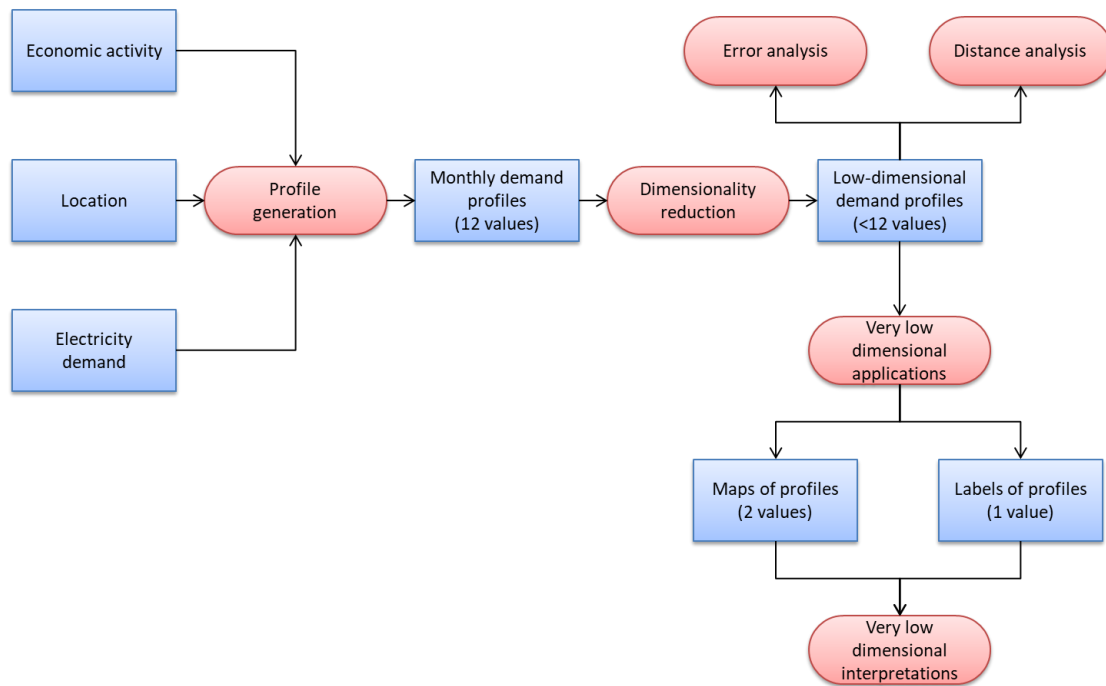 Economic activity
Error analysis
Distance analysis
Location
Profile
generation
Monthly demand
profiles
(12 values)
Dimensionality
reduction
Low-dimensional
demand profiles
(<12 values)
Electricity
demand
Very low
dimensional
applications
Maps of profiles
(2 values)
Labels of profiles
(1 value)
Very low
dimensional
interpretations